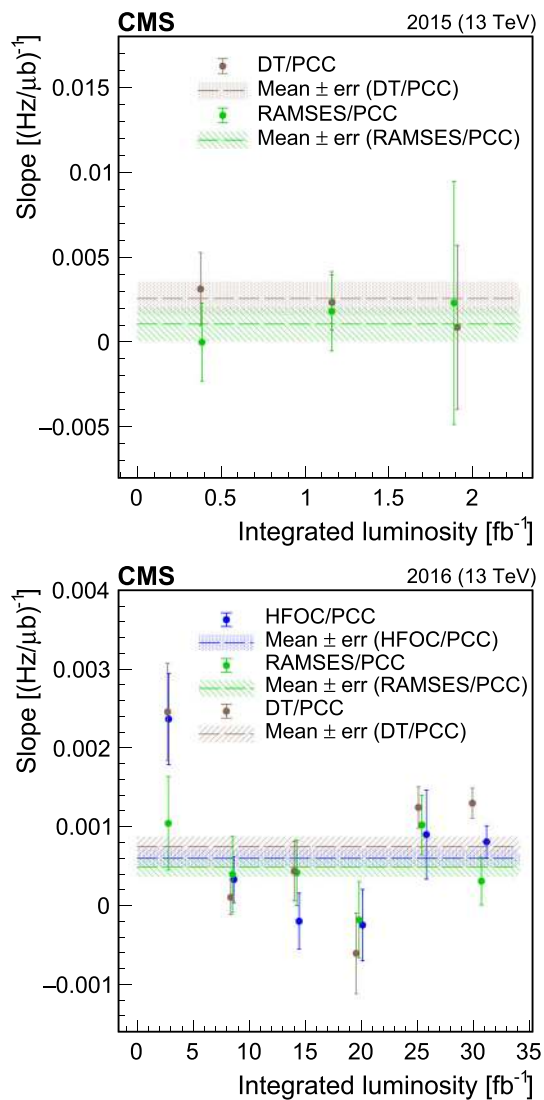 CMS 2015 (13 TeV)
Slope [(Hz/μb)⁻¹]
0.015
0.01
0.005
0
−0.005
DT/PCC
Mean ± err (DT/PCC)
RAMSES/PCC
Mean ± err (RAMSES/PCC)
0 0.5 1 1.5 2
Integrated luminosity [fb⁻¹]
CMS 2016 (13 TeV)
Slope [(Hz/μb)⁻¹]
0.004
0.003
0.002
0.001
0
−0.001
HFOC/PCC
Mean ± err (HFOC/PCC)
RAMSES/PCC
Mean ± err (RAMSES/PCC)
DT/PCC
Mean ± err (DT/PCC)
0 5 10 15 20 25 30 35
Integrated luminosity [fb⁻¹]